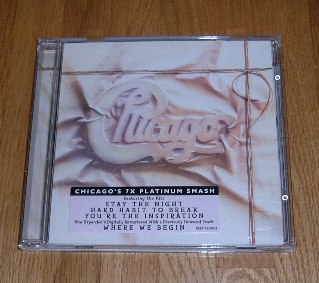 Chicago
CHICAGO'S 7X PLATINUM SMASH
Featuring the Hits
STAY THE NIGHT
HARD HABIT TO BREAK
YOU'RE THE INSPIRATION
Now Expanded & Digitally Remastered With a Previously Unissued Track
WHERE WE BEGIN